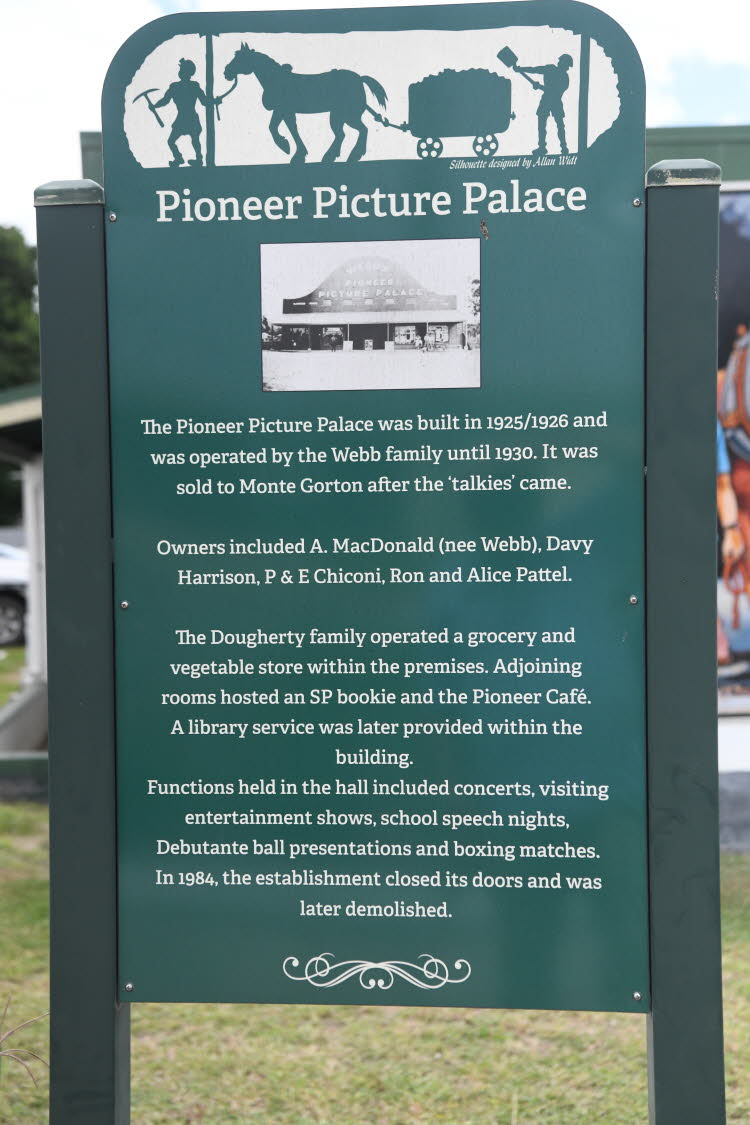 Silhouette designed by Allan Widt
Pioneer Picture Palace
PIONEER
PICTURE PALACE
The Pioneer Picture Palace was built in 1925/1926 and
was operated by the Webb family until 1930. It was
sold to Monte Gorton after the ‘talkies’ came.
Owners included A. MacDonald (nee Webb), Davy
Harrison, P & E Chiconi, Ron and Alice Pattel.
The Dougherty family operated a grocery and
vegetable store within the premises. Adjoining
rooms hosted an SP bookie and the Pioneer Café.
A library service was later provided within the
building.
Functions held in the hall included concerts, visiting
entertainment shows, school speech nights,
Debutante ball presentations and boxing matches.
In 1984, the establishment closed its doors and was
later demolished.